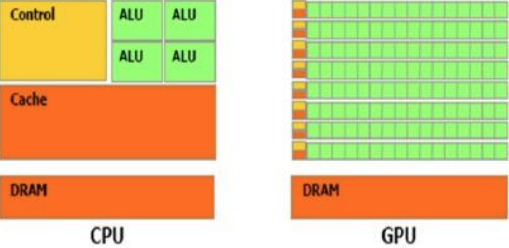 Control
ALU ALU
ALU ALU
Cache
DRAM
DRAM
CPU
GPU